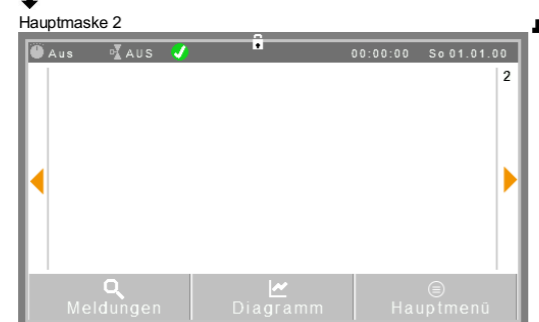 Hauptmaske 2
Aus AUS 00:00:00 So 01.01.00
2
Meldungen Diagramm Hauptmenü